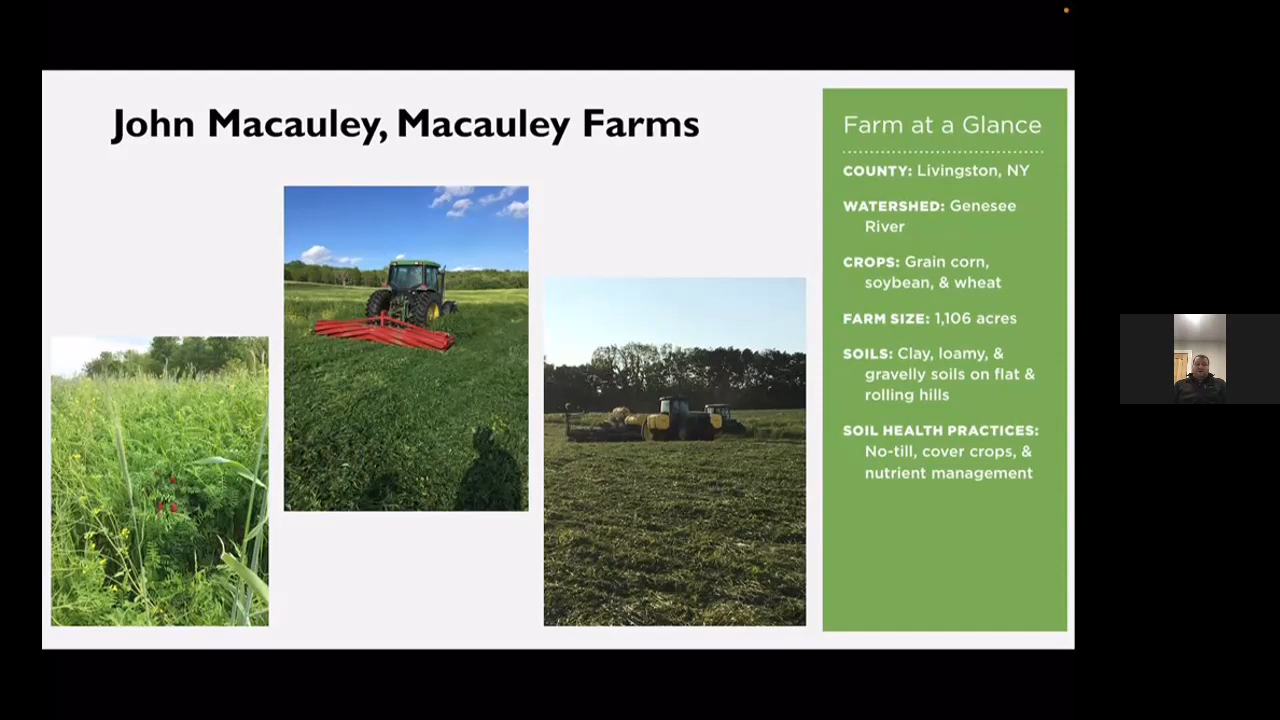 John Macauley, Macauley Farms
Farm at a Glance
COUNTY: Livingston, NY
WATERSHED: Genesee
River
CROPS: Grain corn,
soybean, & wheat
FARM SIZE: 1,106 acres
SOILS: Clay, loamy, &
gravelly soils on flat &
rolling hills
SOIL HEALTH PRACTICES:
No-till, cover crops, &
nutrient management